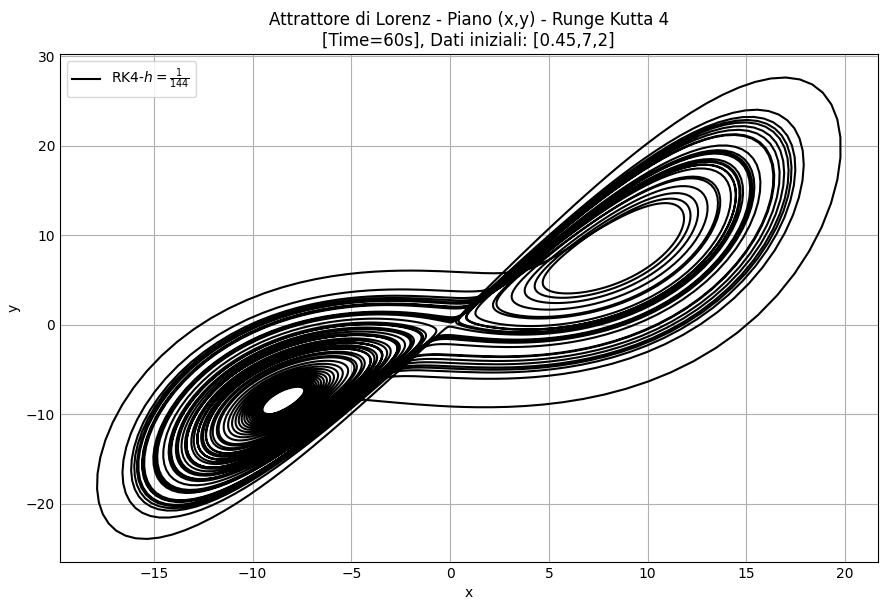 Attrattore di Lorenz - Piano (x,y) - Runge Kutta 4
[Time=60s], Dati iniziali: [0.45,7,2]
RK4-h = 1/144
30
20
10
0
−10
−20
y
−15
−10
−5
0
5
10
15
20
x